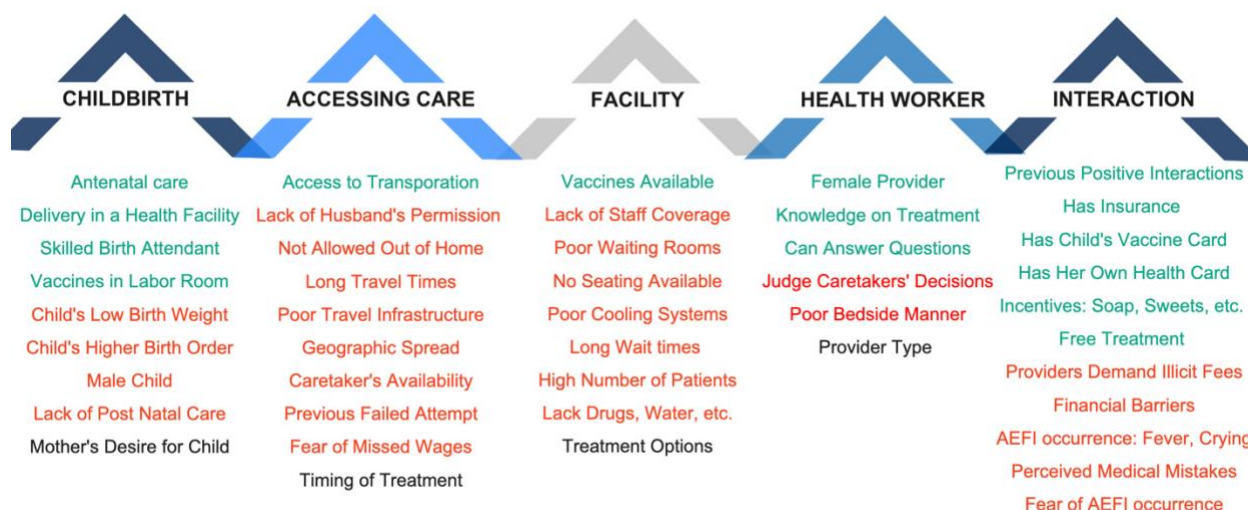 CHILDBIRTH
Antenatal care
Delivery in a Health Facility
Skilled Birth Attendant
Vaccines in Labor Room
Child's Low Birth Weight
Child's Higher Birth Order
Male Child
Lack of Post Natal Care
Mother's Desire for Child
ACCESSING CARE
Access to Transporation
Lack of Husband's Permission
Not Allowed Out of Home
Long Travel Times
Poor Travel Infrastructure
Geographic Spread
Caretaker's Availability
Previous Failed Attempt
Fear of Missed Wages
Timing of Treatment
FACILITY
Vaccines Available
Lack of Staff Coverage
Poor Waiting Rooms
No Seating Available
Poor Cooling Systems
Long Wait times
High Number of Patients
Lack Drugs, Water, etc.
Treatment Options
HEALTH WORKER
Female Provider
Knowledge on Treatment
Can Answer Questions
Judge Caretakers' Decisions
Poor Bedside Manner
Provider Type
INTERACTION
Previous Positive Interactions
Has Insurance
Has Child's Vaccine Card
Has Her Own Health Card
Incentives: Soap, Sweets, etc.
Free Treatment
Providers Demand Illicit Fees
Financial Barriers
AEFI occurrence: Fever, Crying
Perceived Medical Mistakes
Fear of AEFI occurrence